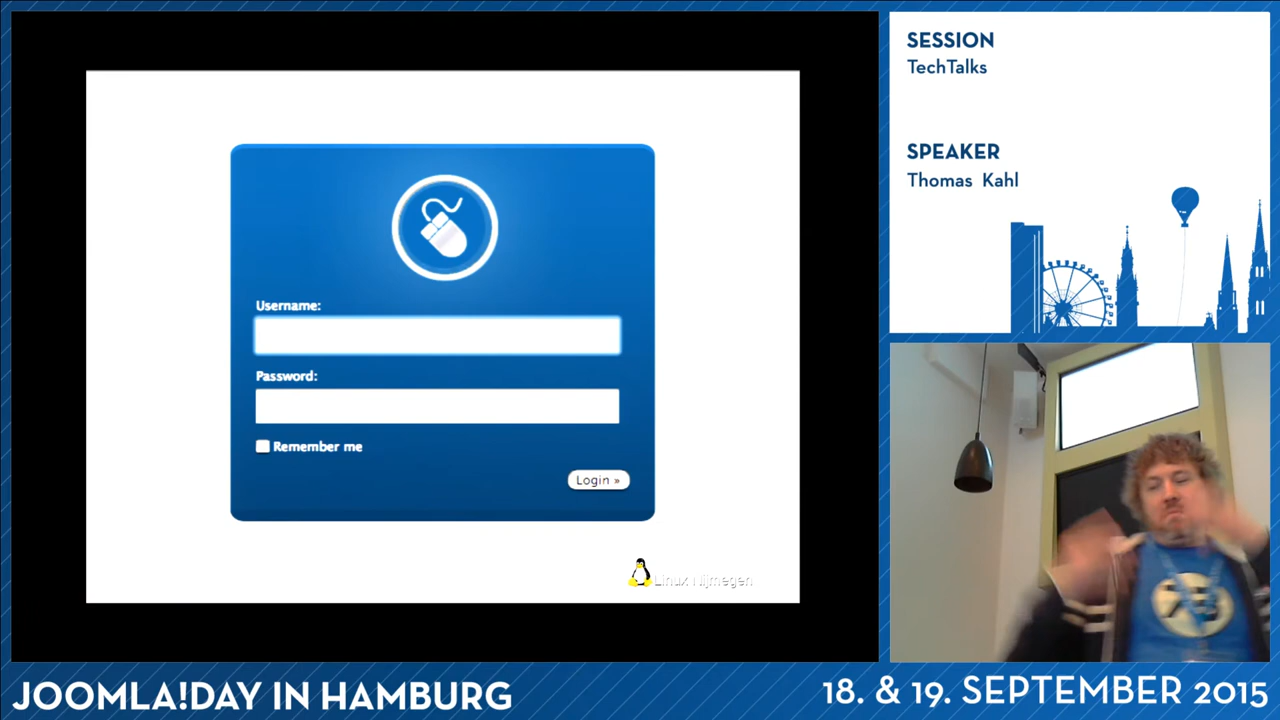 Username:
Password:
Remember me
Login »
Linux Nijmegen
SESSION
TechTalks
SPEAKER
Thomas Kahl
JOOMLA!DAY IN HAMBURG
18. & 19. SEPTEMBER 2015